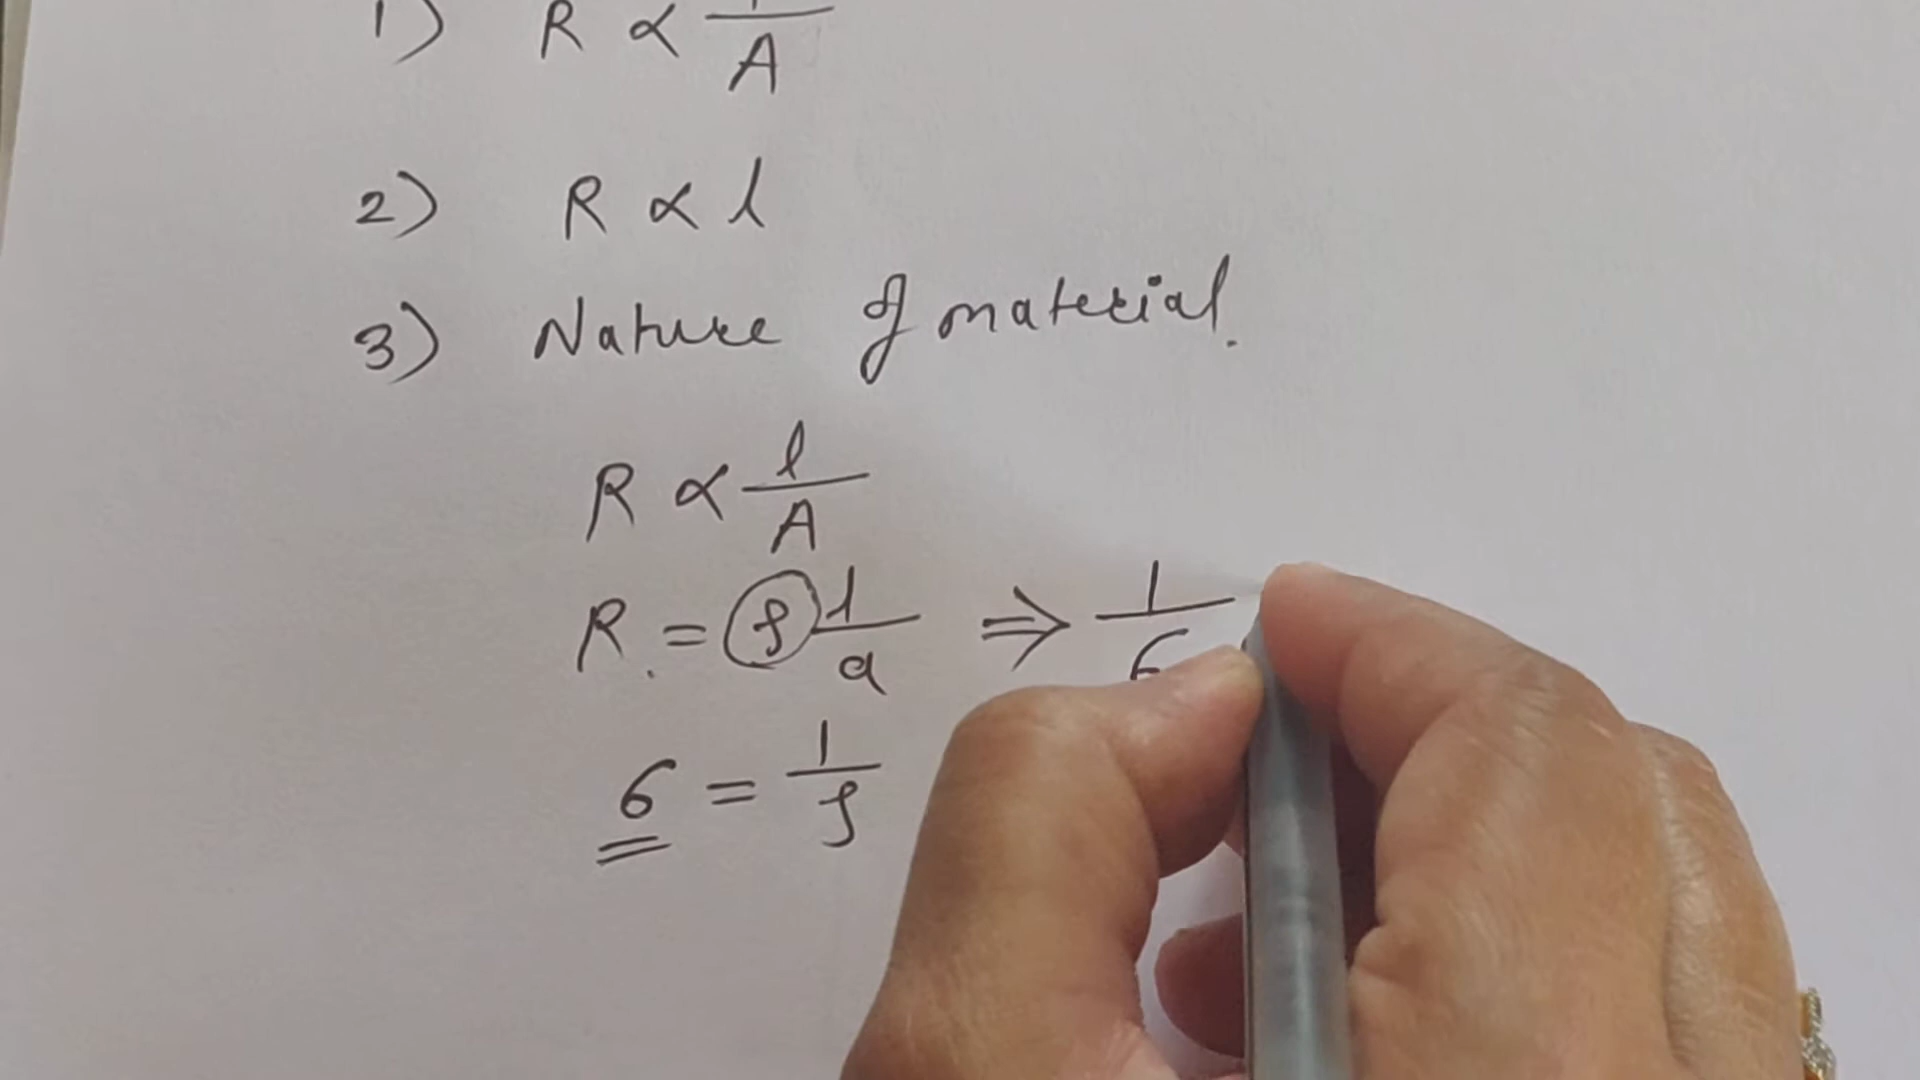 1) R ∝ 1/A
2) R ∝ l
3) Nature of material.
R ∝ l/A
R. = ρ l/a ⇒ 1/σ
σ = 1/ρ